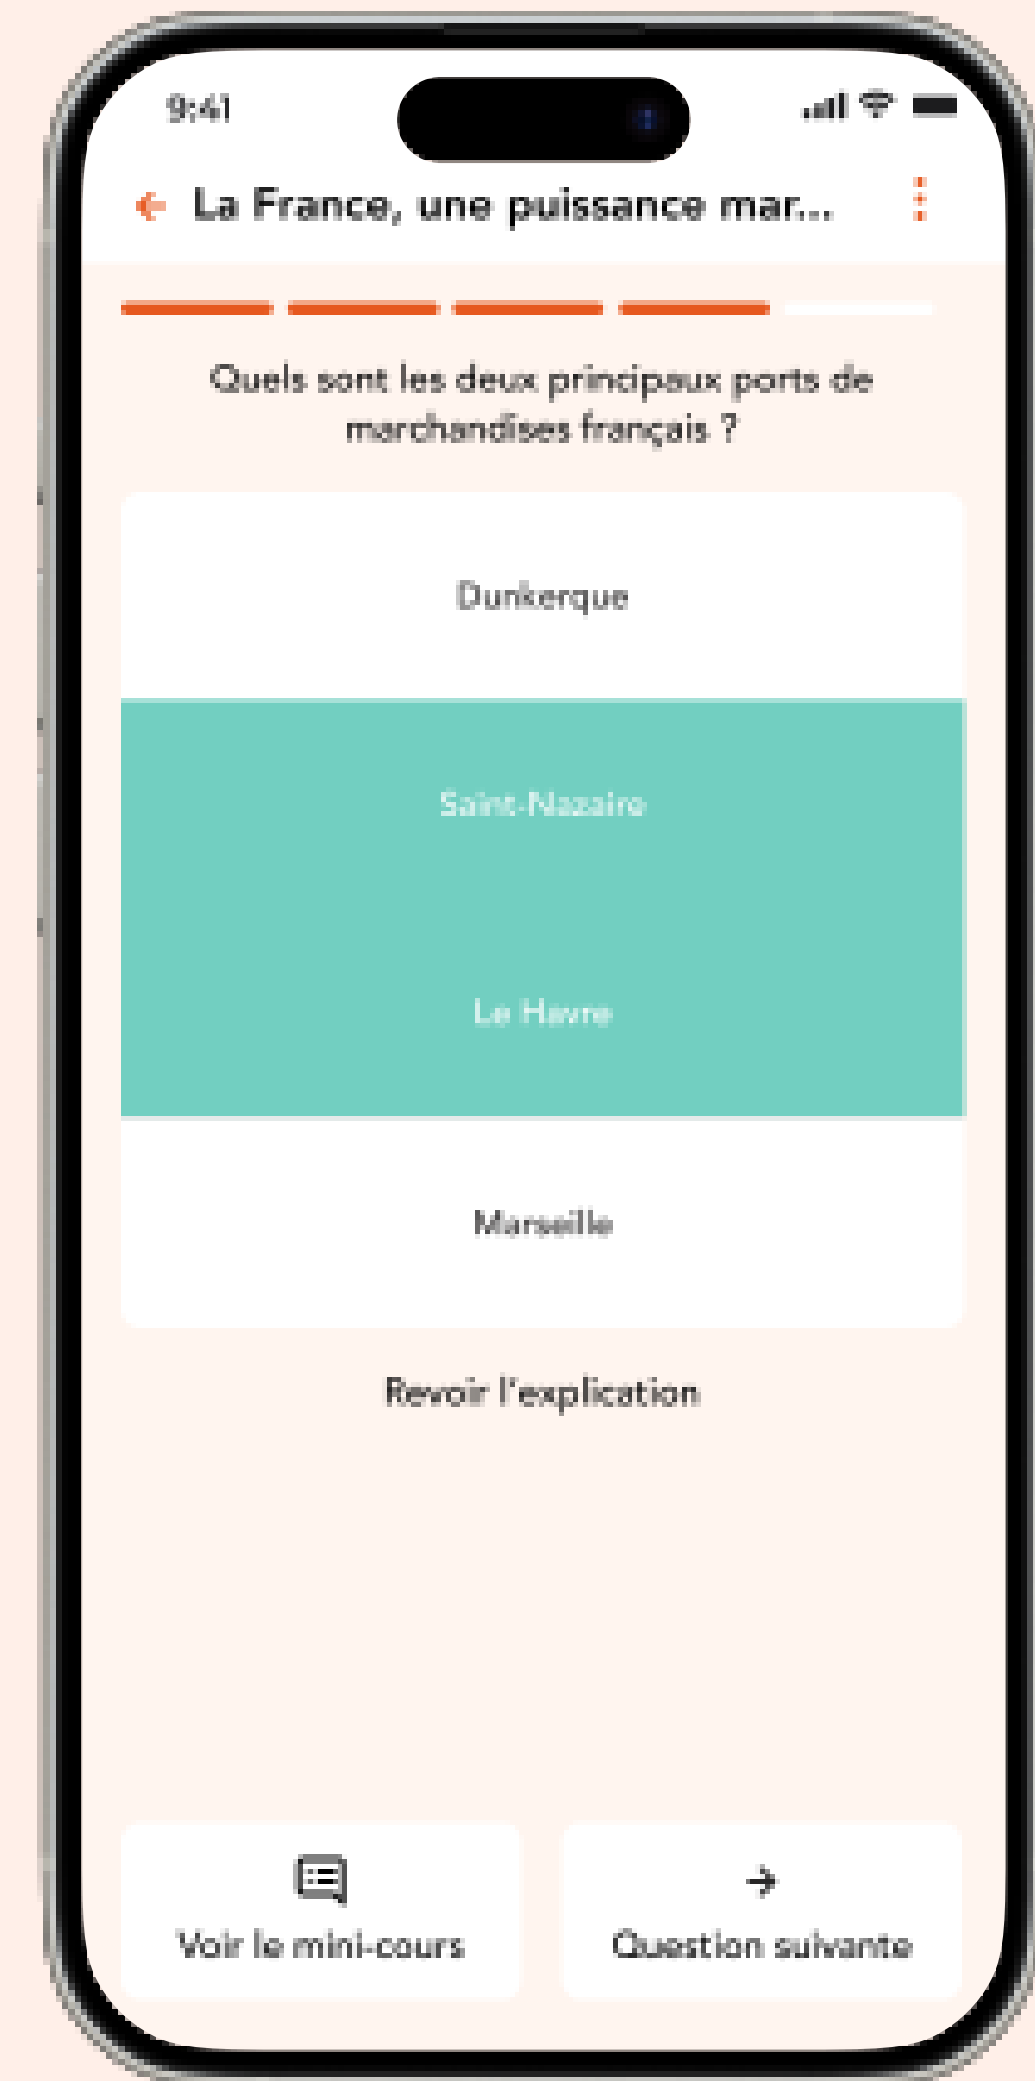 9:41
La France, une puissance mar...
Quels sont les deux principaux ports de
marchandises français ?
Dunkerque
Saint-Nazaire
Le Havre
Marseille
Revoir l'explication
Voir le mini-cours
Question suivante